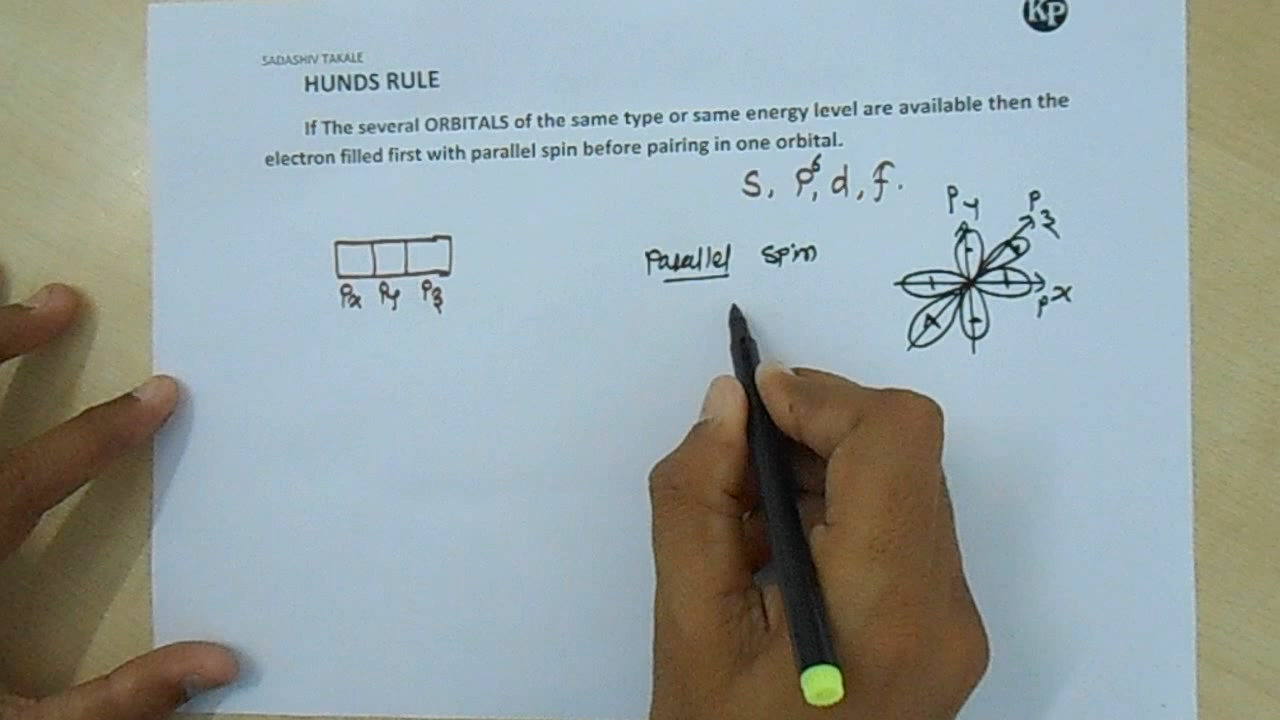 KP
SADASHIV TAKALE
HUNDS RULE
If The several ORBITALS of the same type or same energy level are available then the
electron filled first with parallel spin before pairing in one orbital.
s, p⁶, d, f.
Px Py Pz
Parallel spin
Py
Pz
Px